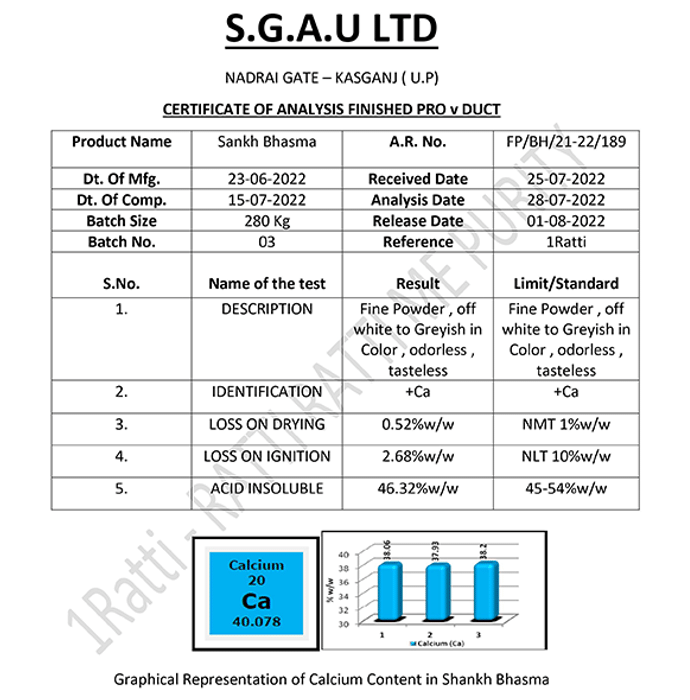 S.G.A.U LTD
NADRAI GATE – KASGANJ ( U.P)
CERTIFICATE OF ANALYSIS FINISHED PRO v DUCT
Product Name Sankh Bhasma A.R. No. FP/BH/21-22/189
Dt. Of Mfg. 23-06-2022 Received Date 25-07-2022
Dt. Of Comp. 15-07-2022 Analysis Date 28-07-2022
Batch Size 280 Kg Release Date 01-08-2022
Batch No. 03 Reference 1Ratti
S.No. Name of the test Result Limit/Standard
1. DESCRIPTION Fine Powder , off Fine Powder , off
white to Greyish in white to Greyish in
Color , odorless , Color , odorless ,
tasteless tasteless
2. IDENTIFICATION +Ca +Ca
3. LOSS ON DRYING 0.52%w/w NMT 1%w/w
4. LOSS ON IGNITION 2.68%w/w NLT 10%w/w
5. ACID INSOLUBLE 46.32%w/w 45-54%w/w
1Ratti - RATTI RATTI ME PURITY
Calcium
20
Ca
40.078
% w/w
40
38
36
34
32
30
38.06 37.93 38.2
1 2 3
Calcium (Ca)
Graphical Representation of Calcium Content in Shankh Bhasma